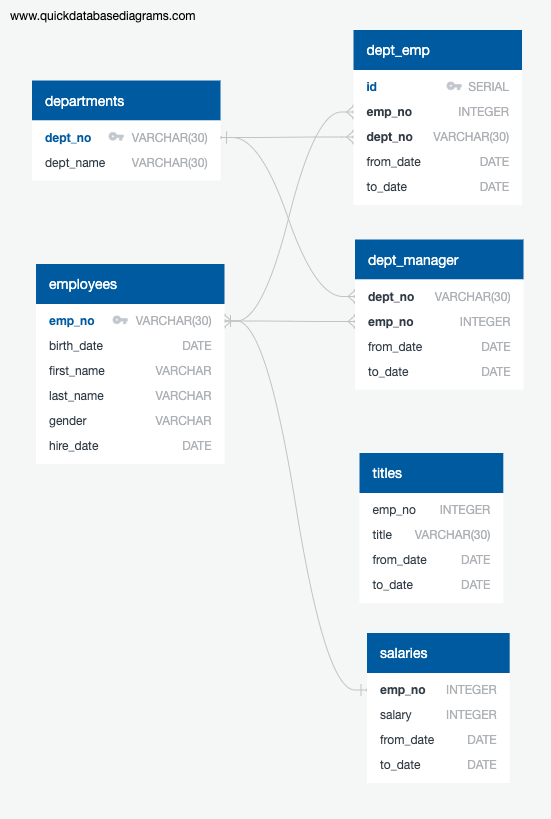 www.quickdatabasediagrams.com
departments
dept_no VARCHAR(30)
dept_name VARCHAR(30)
employees
emp_no VARCHAR(30)
birth_date DATE
first_name VARCHAR
last_name VARCHAR
gender VARCHAR
hire_date DATE
dept_emp
id SERIAL
emp_no INTEGER
dept_no VARCHAR(30)
from_date DATE
to_date DATE
dept_manager
dept_no VARCHAR(30)
emp_no INTEGER
from_date DATE
to_date DATE
titles
emp_no INTEGER
title VARCHAR(30)
from_date DATE
to_date DATE
salaries
emp_no INTEGER
salary INTEGER
from_date DATE
to_date DATE